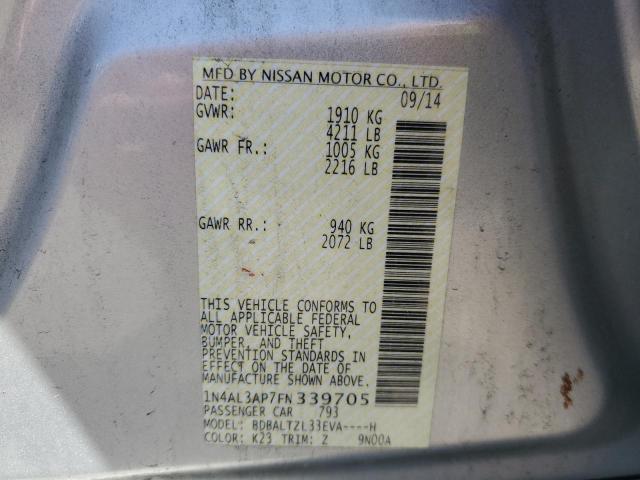 MFD BY NISSAN MOTOR CO., LTD.
DATE: 09/14
GVWR: 1910 KG
4211 LB
GAWR FR.: 1005 KG
2216 LB
GAWR RR.: 940 KG
2072 LB
THIS VEHICLE CONFORMS TO
ALL APPLICABLE FEDERAL
MOTOR VEHICLE SAFETY,
BUMPER, AND THEFT
PREVENTION STANDARDS IN
EFFECT ON THE DATE OF
MANUFACTURE SHOWN ABOVE.
1N4AL3AP7FN339705
PASSENGER CAR 793
MODEL: BDBALTZL33EVA----H
COLOR: K23 TRIM: Z 9N00A